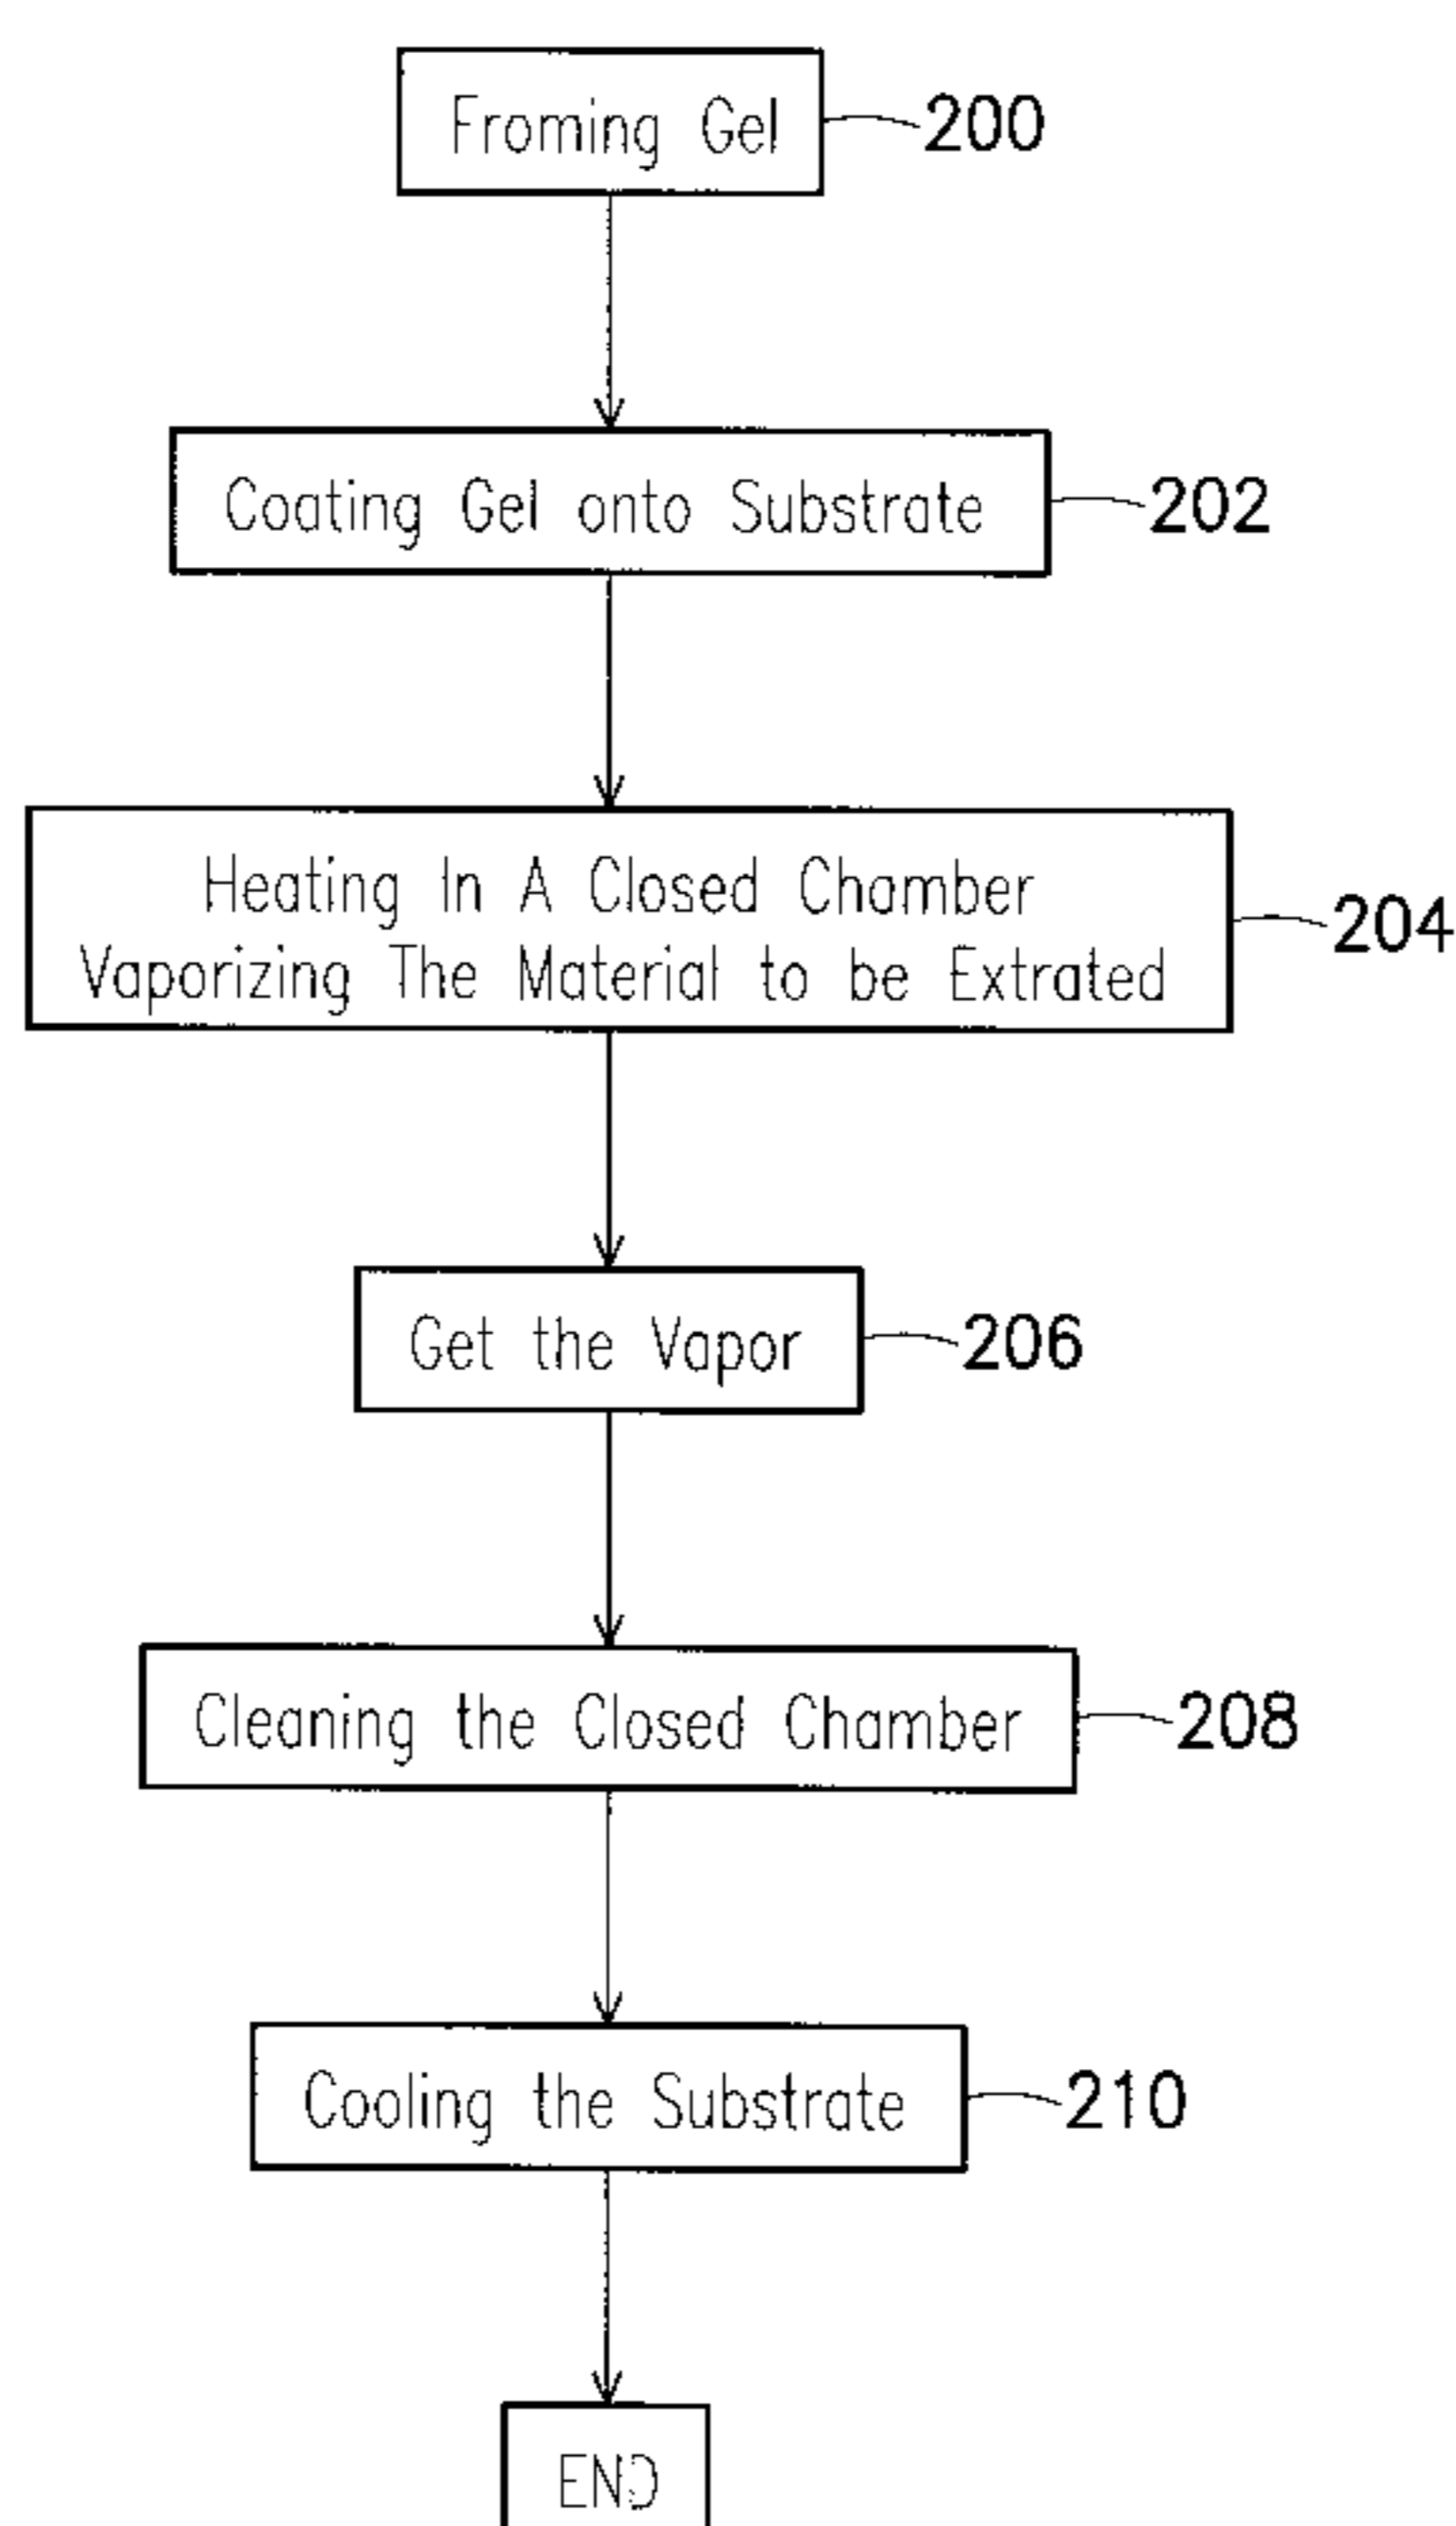 Froming Gel
200
Coating Gel onto Substrate
202
Heating In A Closed Chamber
Vaporizing The Material to be Extrated
204
Get the Vapor
206
Cleaning the Closed Chamber
208
Cooling the Substrate
210
END